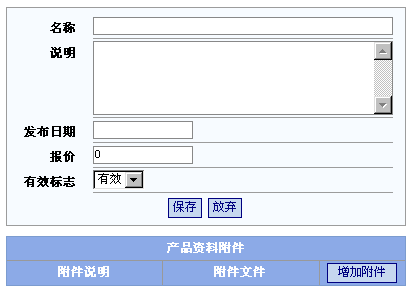 名称
说明
发布日期
报价 0
有效标志 有效
保存 放弃
产品资料附件
附件说明 附件文件 增加附件